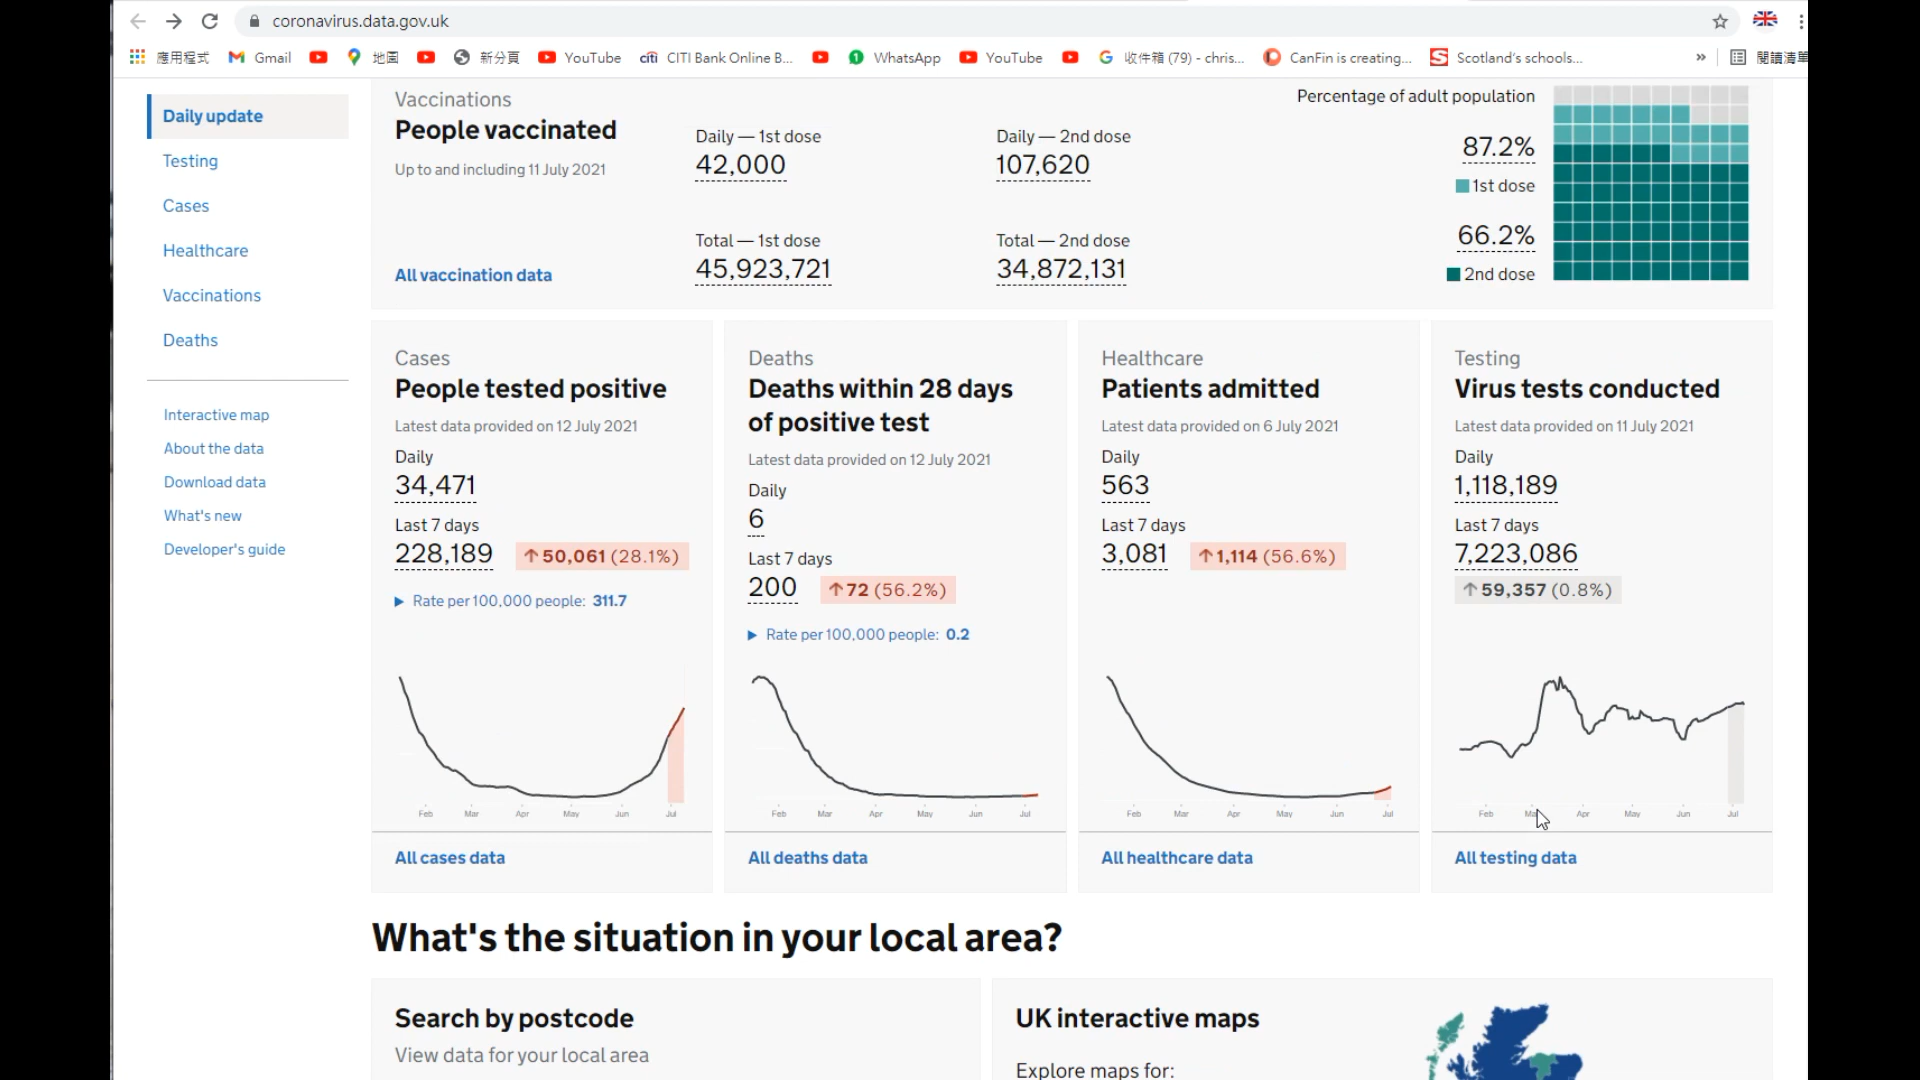 coronavirus.data.gov.uk
應用程式 Gmail 地圖 新分頁 YouTube citi CITI Bank Online B... 1 WhatsApp YouTube 收件箱 (79) - chris... CanFin is creating... Scotland's schools... » 閱讀清單
Daily update
Testing
Cases
Healthcare
Vaccinations
Deaths
Interactive map
About the data
Download data
What's new
Developer's guide
Vaccinations
People vaccinated
Up to and including 11 July 2021
All vaccination data
Daily — 1st dose
42,000
Daily — 2nd dose
107,620
Total — 1st dose
45,923,721
Total — 2nd dose
34,872,131
Percentage of adult population
87.2%
1st dose
66.2%
2nd dose
Cases
People tested positive
Latest data provided on 12 July 2021
Daily
34,471
Last 7 days
228,189 ↑50,061 (28.1%)
▶ Rate per 100,000 people: 311.7
Feb Mar Apr May Jun Jul
All cases data
Deaths
Deaths within 28 days
of positive test
Latest data provided on 12 July 2021
Daily
6
Last 7 days
200 ↑72 (56.2%)
▶ Rate per 100,000 people: 0.2
Feb Mar Apr May Jun Jul
All deaths data
Healthcare
Patients admitted
Latest data provided on 6 July 2021
Daily
563
Last 7 days
3,081 ↑1,114 (56.6%)
Feb Mar Apr May Jun Jul
All healthcare data
Testing
Virus tests conducted
Latest data provided on 11 July 2021
Daily
1,118,189
Last 7 days
7,223,086
↑59,357 (0.8%)
Feb Apr May Jun Jul
All testing data
What's the situation in your local area?
Search by postcode
View data for your local area
UK interactive maps
Explore maps for: